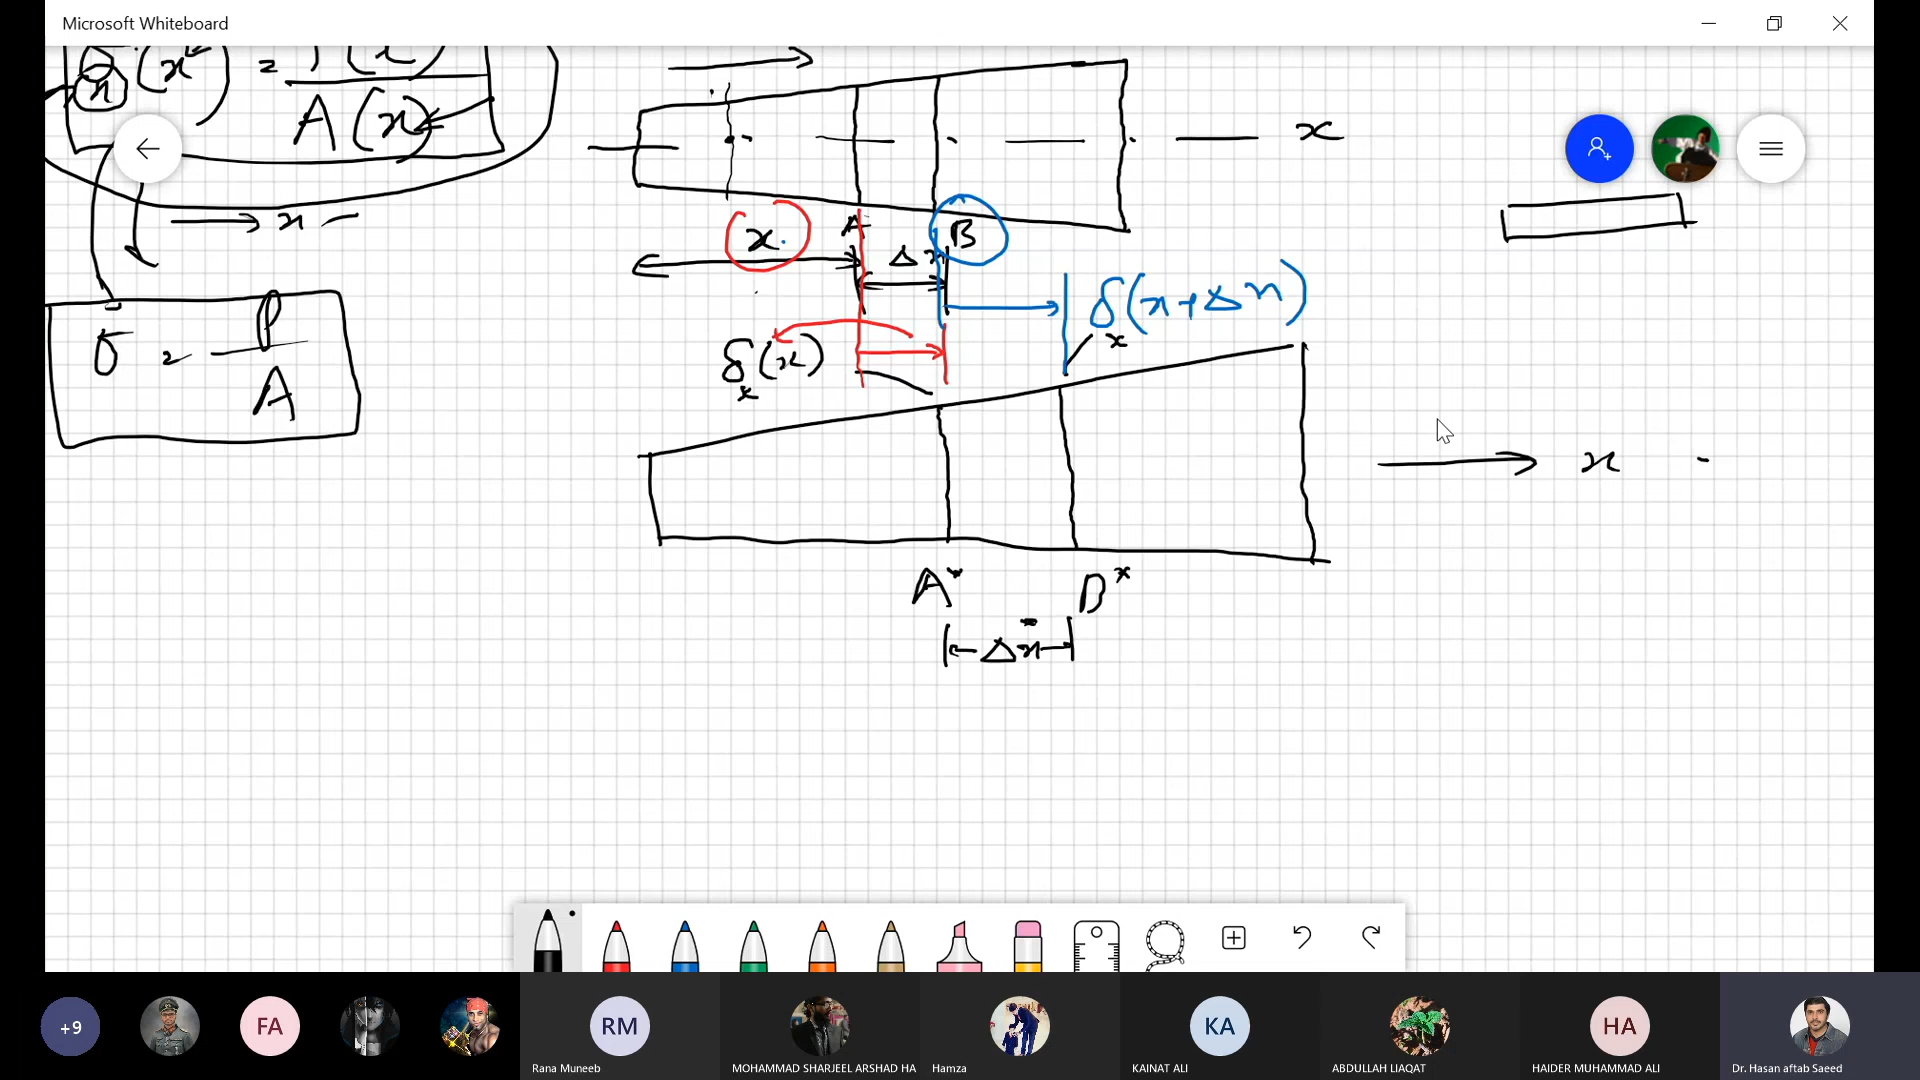 Microsoft Whiteboard
(x) =
A (x)
x
x
x
A
B
Δx
δ(x+Δx)
x
δ(x)
x
σ = P
A
x
A*
B*
Δx*
+9
FA
RM
KA
HA
Rana Muneeb
MOHAMMAD SHARJEEL ARSHAD HA
Hamza
KAINAT ALI
ABDULLAH LIAQAT
HAIDER MUHAMMAD ALI
Dr. Hasan aftab Saeed